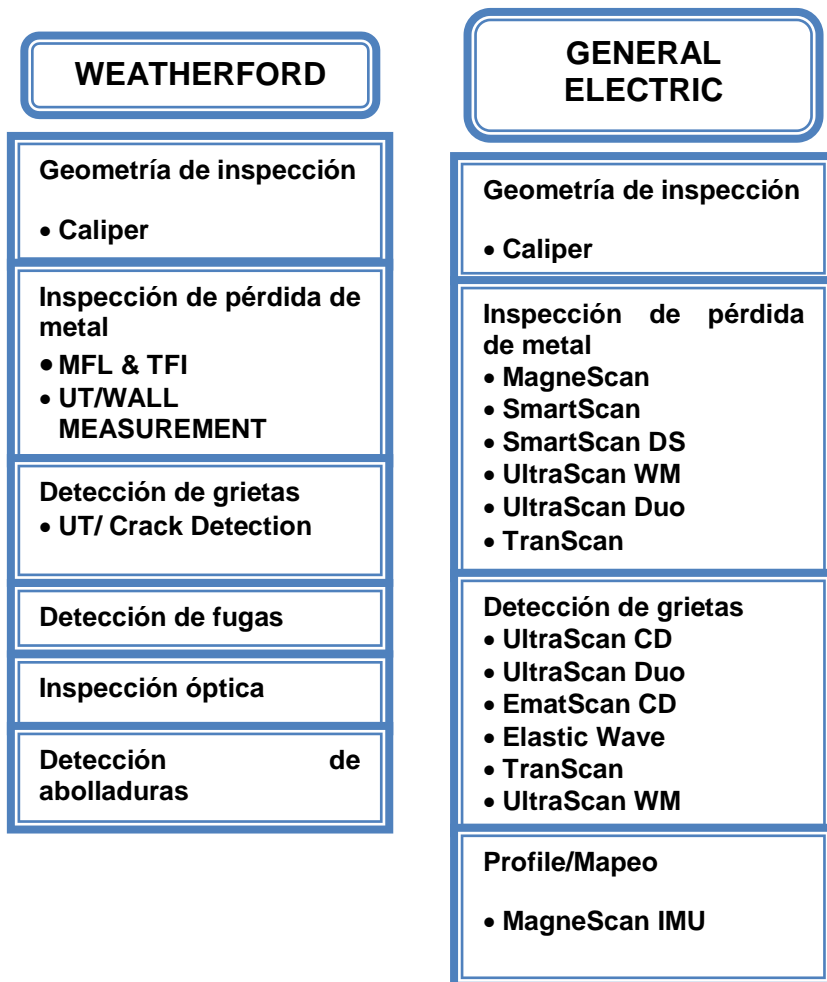 WEATHERFORD
Geometría de inspección
• Caliper
Inspección de pérdida de
metal
• MFL & TFI
• UT/WALL
MEASUREMENT
Detección de grietas
• UT/ Crack Detection
Detección de fugas
Inspección óptica
Detección de
abolladuras
GENERAL
ELECTRIC
Geometría de inspección
• Caliper
Inspección de pérdida
de metal
• MagneScan
• SmartScan
• SmartScan DS
• UltraScan WM
• UltraScan Duo
• TranScan
Detección de grietas
• UltraScan CD
• UltraScan Duo
• EmatScan CD
• Elastic Wave
• TranScan
• UltraScan WM
Profile/Mapeo
• MagneScan IMU